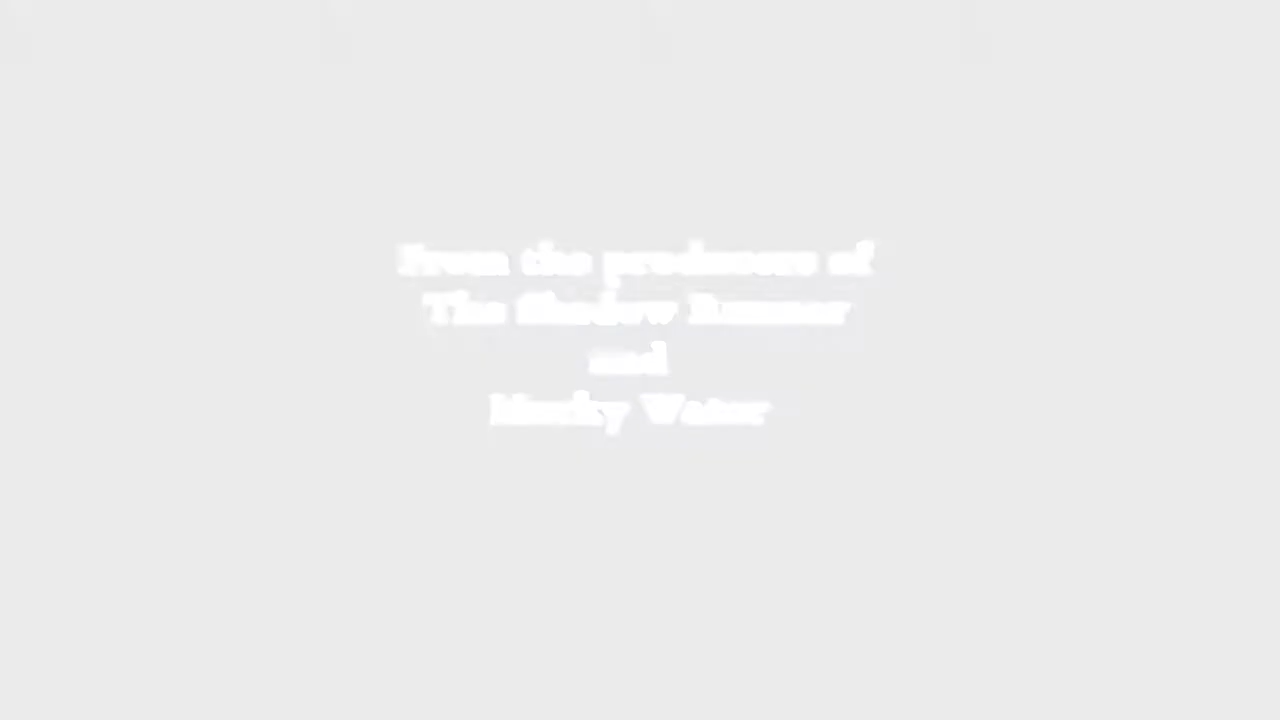 From the producers of
The Shadow Runner
and
Murky Water